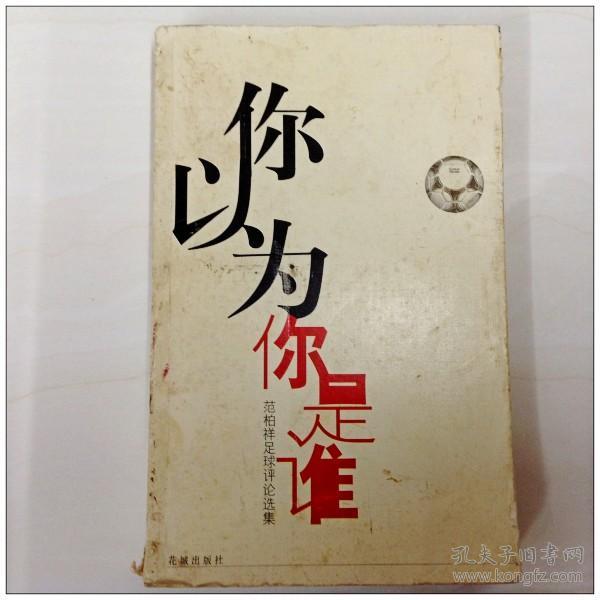 你以为
你是谁
范柏祥足球评论选集
花城出版社
孔夫子旧书网
www.kongfz.com